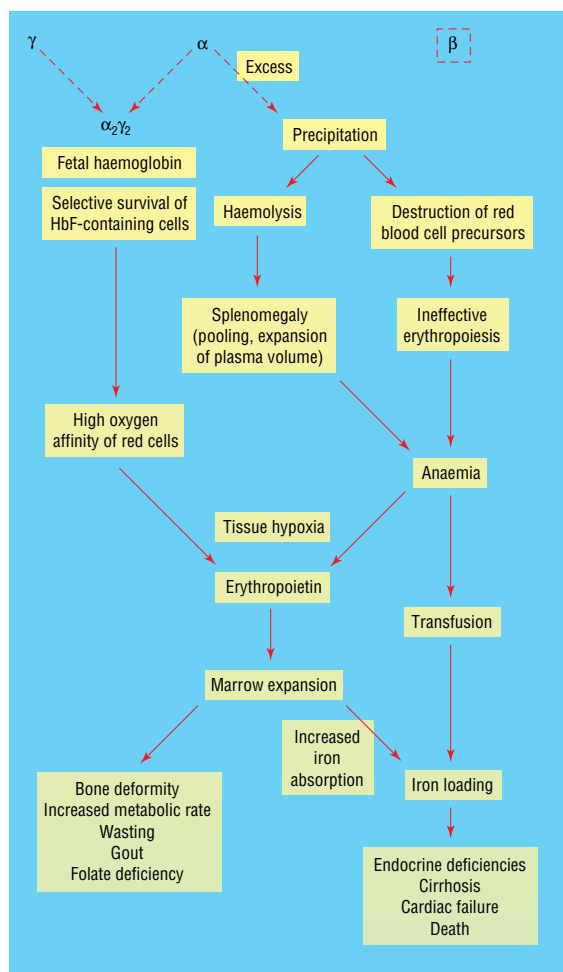 γ
α
β
Excess
α₂γ₂
Precipitation
Fetal haemoglobin
Selective survival of
HbF-containing cells
Haemolysis
Destruction of red
blood cell precursors
Splenomegaly
(pooling, expansion
of plasma volume)
Ineffective
erythropoiesis
High oxygen
affinity of red cells
Anaemia
Tissue hypoxia
Erythropoietin
Transfusion
Marrow expansion
Increased
iron
absorption
Iron loading
Bone deformity
Increased metabolic rate
Wasting
Gout
Folate deficiency
Endocrine deficiencies
Cirrhosis
Cardiac failure
Death